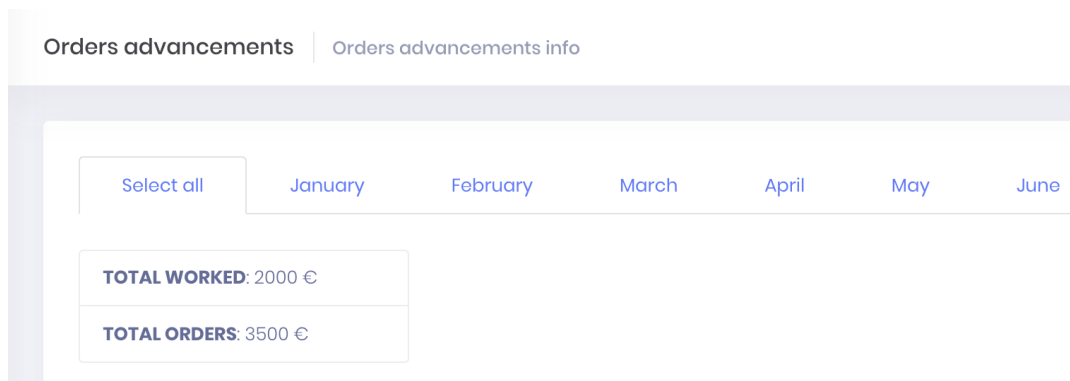 Orders advancements Orders advancements info
Select all January February March April May June
TOTAL WORKED: 2000 €
TOTAL ORDERS: 3500 €